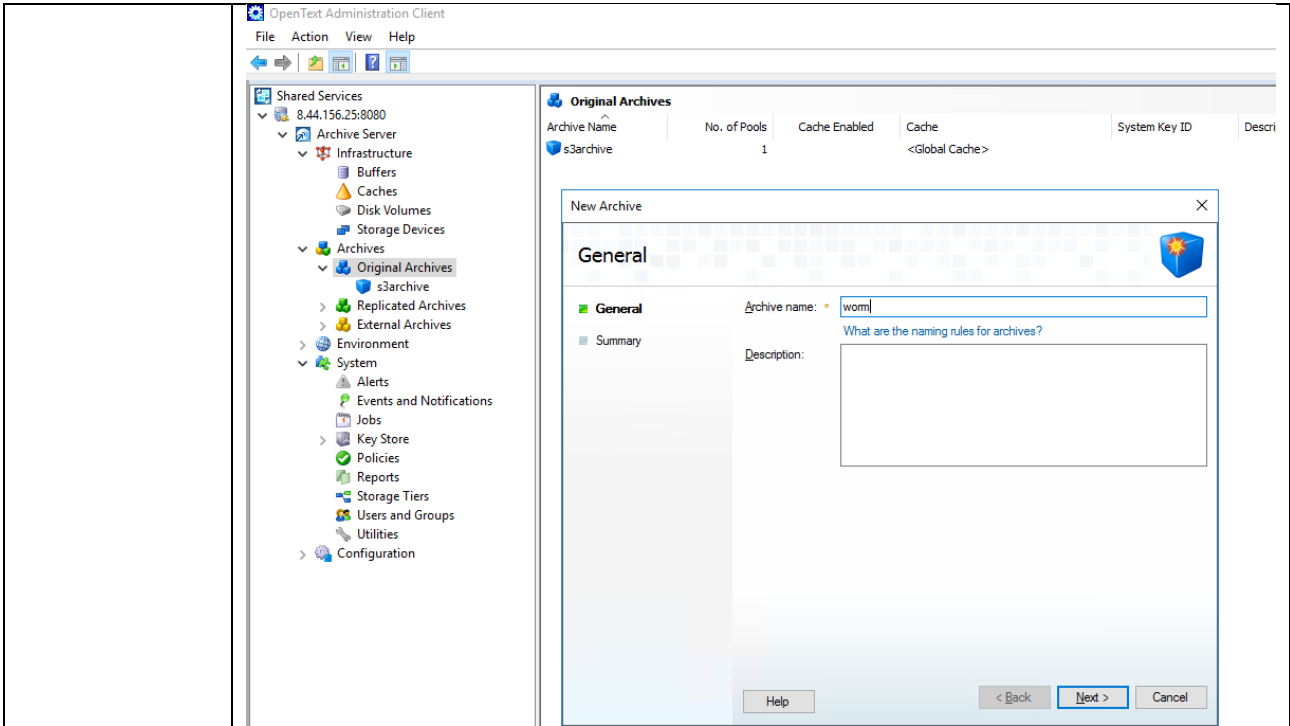 OpenText Administration Client
File Action View Help
Shared Services
8.44.156.25:8080
Archive Server
Infrastructure
Buffers
Caches
Disk Volumes
Storage Devices
Archives
Original Archives
s3archive
Replicated Archives
External Archives
Environment
System
Alerts
Events and Notifications
Jobs
Key Store
Policies
Reports
Storage Tiers
Users and Groups
Utilities
Configuration
Original Archives
Archive Name No. of Pools Cache Enabled Cache System Key ID Descri
s3archive 1 <Global Cache>
New Archive
General
General
Summary
Archive name: * worm
What are the naming rules for archives?
Description:
Help < Back Next > Cancel